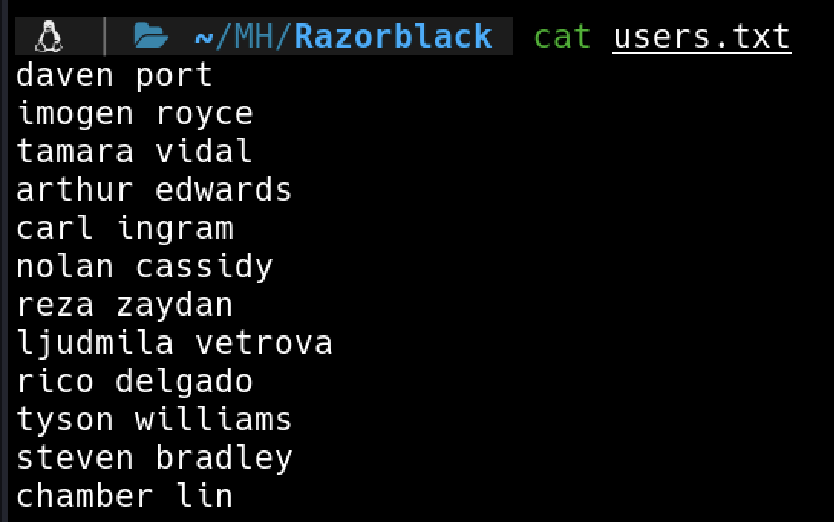 ~/MH/Razorblack cat users.txt
daven port
imogen royce
tamara vidal
arthur edwards
carl ingram
nolan cassidy
reza zaydan
ljudmila vetrova
rico delgado
tyson williams
steven bradley
chamber lin